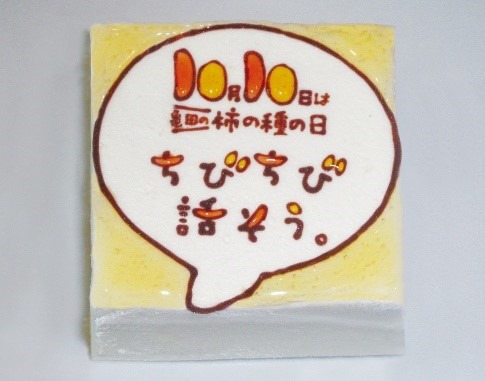 10月10日は
亀田の柿の種の日
ちびちび
話そう。